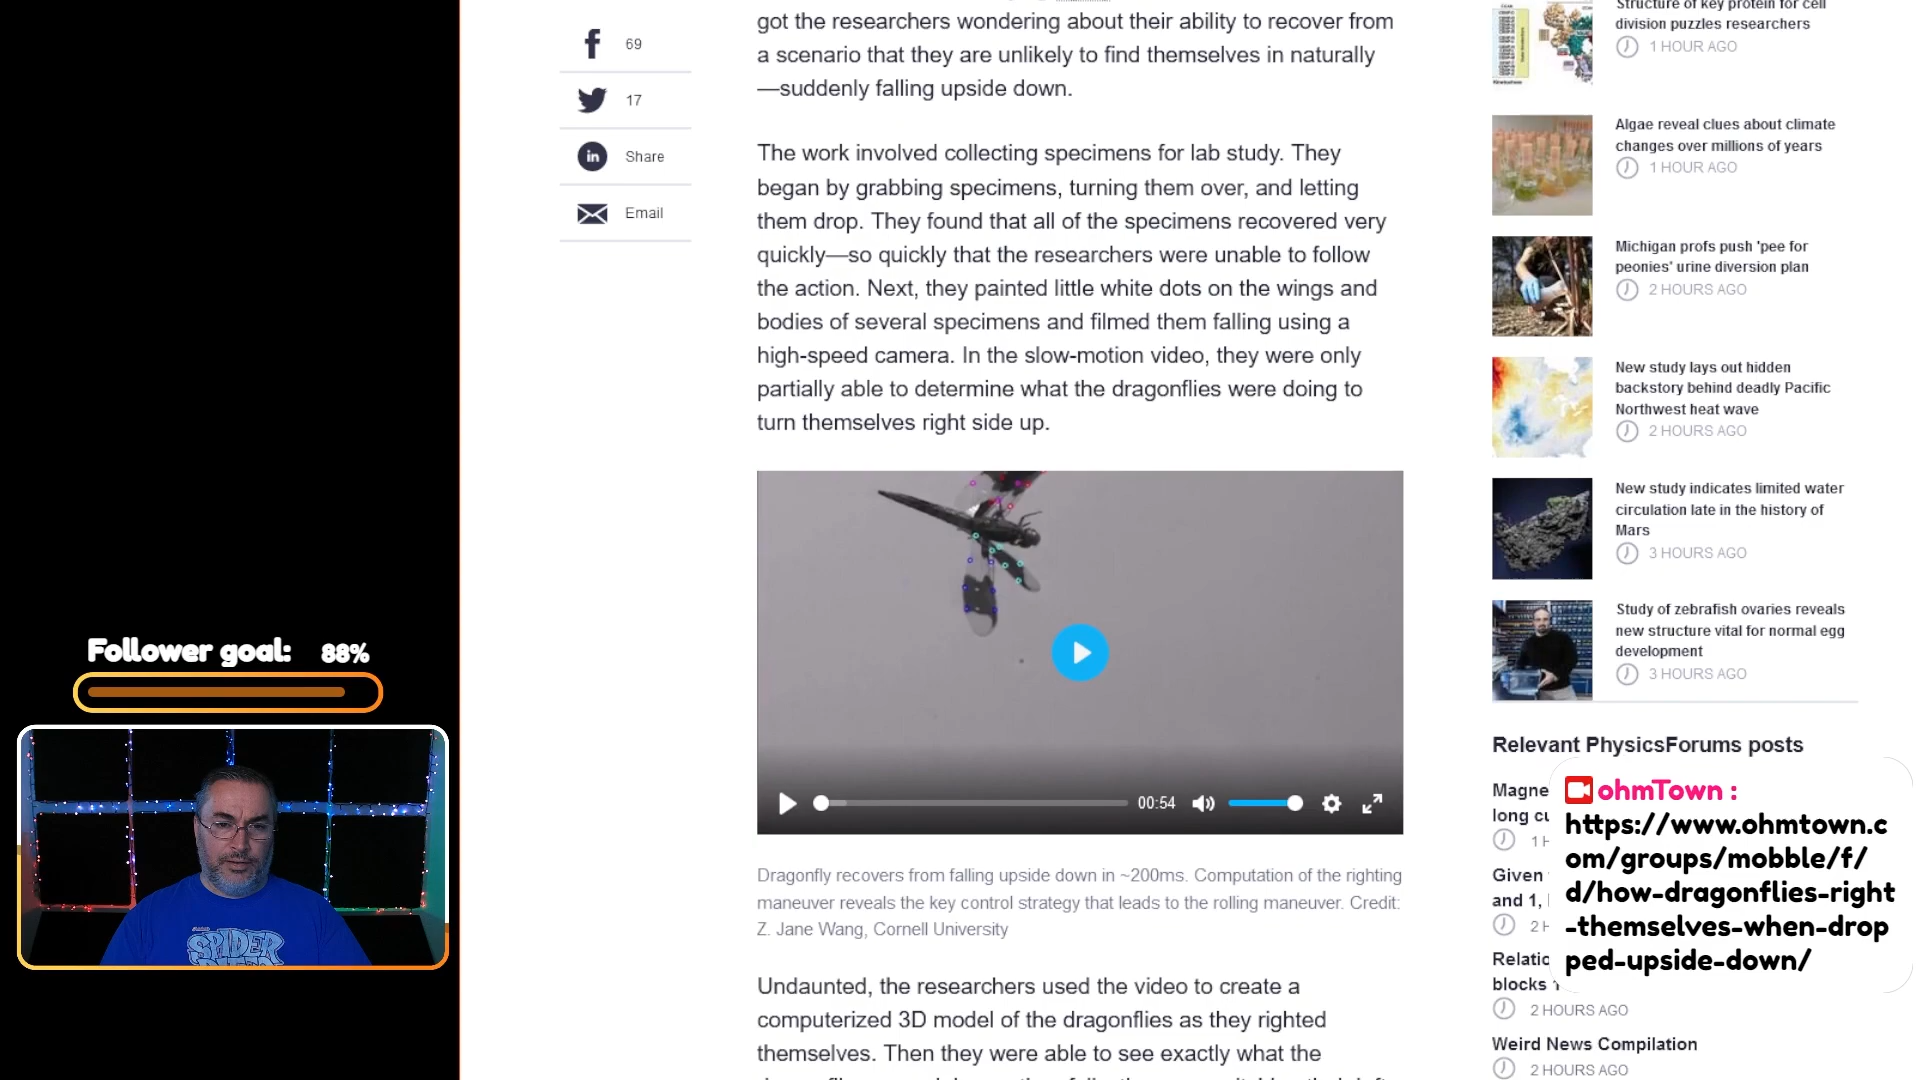 got the researchers wondering about their ability to recover from
a scenario that they are unlikely to find themselves in naturally
—suddenly falling upside down.
69
17
Share
Email
The work involved collecting specimens for lab study. They
began by grabbing specimens, turning them over, and letting
them drop. They found that all of the specimens recovered very
quickly—so quickly that the researchers were unable to follow
the action. Next, they painted little white dots on the wings and
bodies of several specimens and filmed them falling using a
high-speed camera. In the slow-motion video, they were only
partially able to determine what the dragonflies were doing to
turn themselves right side up.
00:54
Dragonfly recovers from falling upside down in ~200ms. Computation of the righting
maneuver reveals the key control strategy that leads to the rolling maneuver. Credit:
Z. Jane Wang, Cornell University
Undaunted, the researchers used the video to create a
computerized 3D model of the dragonflies as they righted
themselves. Then they were able to see exactly what the
Structure of key protein for cell
division puzzles researchers
1 HOUR AGO
Algae reveal clues about climate
changes over millions of years
1 HOUR AGO
Michigan profs push 'pee for
peonies' urine diversion plan
2 HOURS AGO
New study lays out hidden
backstory behind deadly Pacific
Northwest heat wave
2 HOURS AGO
New study indicates limited water
circulation late in the history of
Mars
3 HOURS AGO
Study of zebrafish ovaries reveals
new structure vital for normal egg
development
3 HOURS AGO
Relevant PhysicsForums posts
Magne
long cu
1 H
Given
and 1,
2 H
Relatio
blocks
2 HOURS AGO
Weird News Compilation
2 HOURS AGO
ohmTown :
https://www.ohmtown.c
om/groups/mobble/f/
d/how-dragonflies-right
-themselves-when-drop
ped-upside-down/
Follower goal: 88%
SPIDER